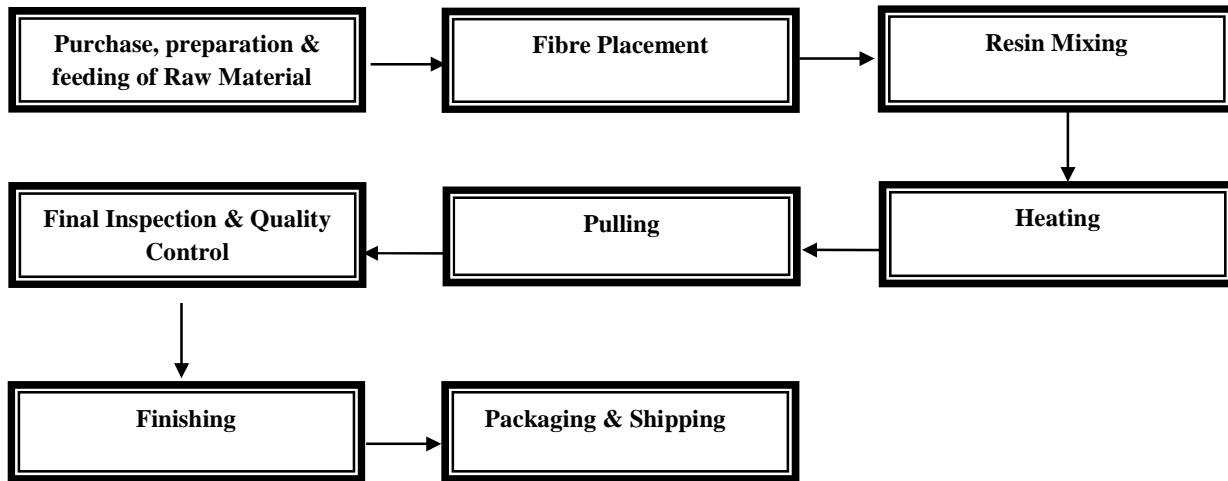 Purchase, preparation &
feeding of Raw Material
Fibre Placement
Resin Mixing
Heating
Pulling
Final Inspection & Quality
Control
Finishing
Packaging & Shipping